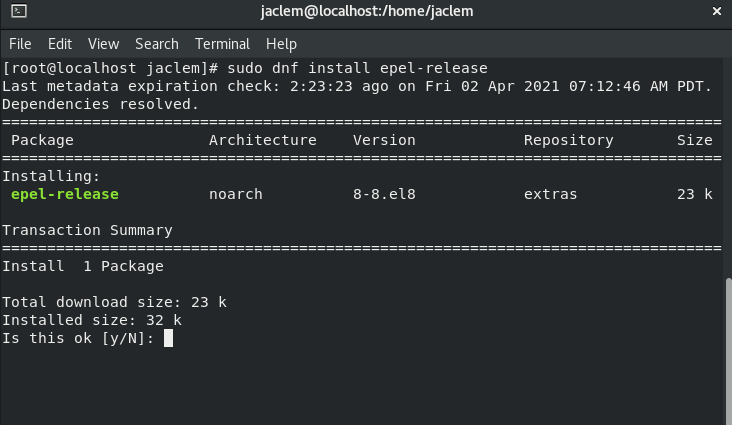 jaclem@localhost:/home/jaclem
File Edit View Search Terminal Help
[root@localhost jaclem]# sudo dnf install epel-release
Last metadata expiration check: 2:23:23 ago on Fri 02 Apr 2021 07:12:46 AM PDT.
Dependencies resolved.
================================================================================
 Package               Architecture    Version            Repository       Size
================================================================================
Installing:
 epel-release          noarch          8-8.el8            extras           23 k

Transaction Summary
================================================================================
Install  1 Package

Total download size: 23 k
Installed size: 32 k
Is this ok [y/N]: